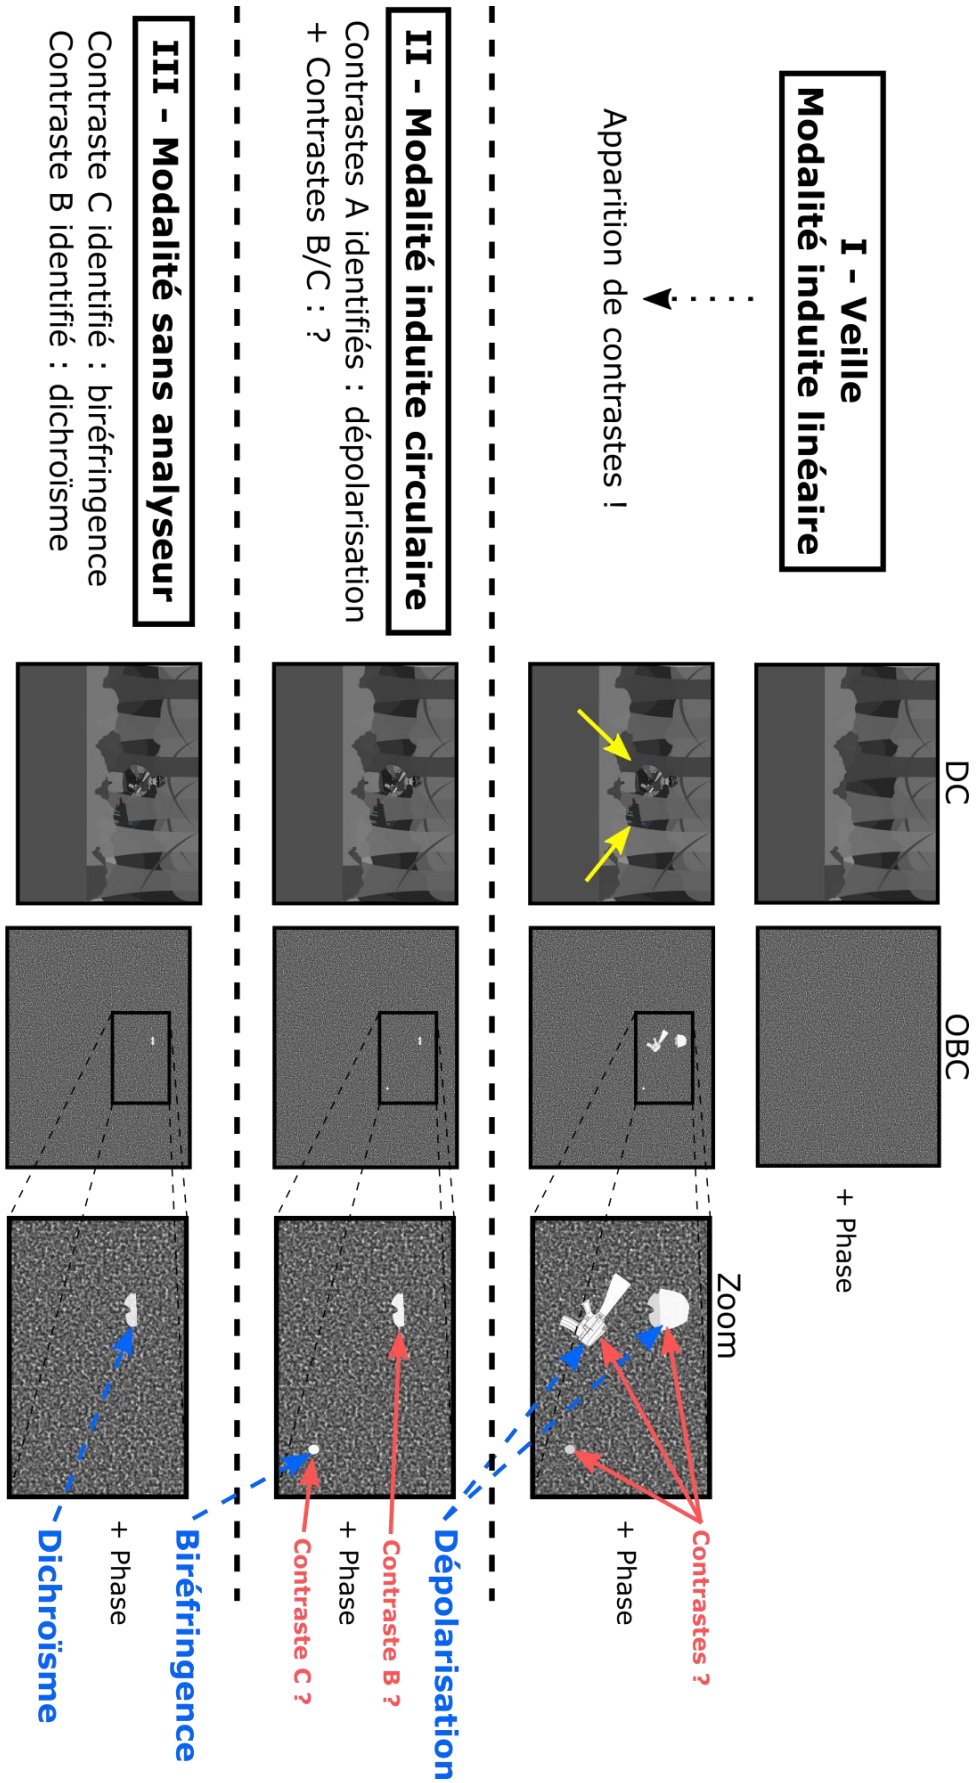 DC
OBC
I - Veille
Modalité induite linéaire
Apparition de contrastes !
+ Phase
Zoom
Contrastes ?
+ Phase
Dépolarisation
II - Modalité induite circulaire
Contrastes A identifiés : dépolarisation
+ Contrastes B/C : ?
Contraste B ?
+ Phase
Contraste C ?
Biréfringence
III - Modalité sans analyseur
Contraste C identifié : biréfringence
Contraste B identifié : dichroïsme
+ Phase
Dichroïsme